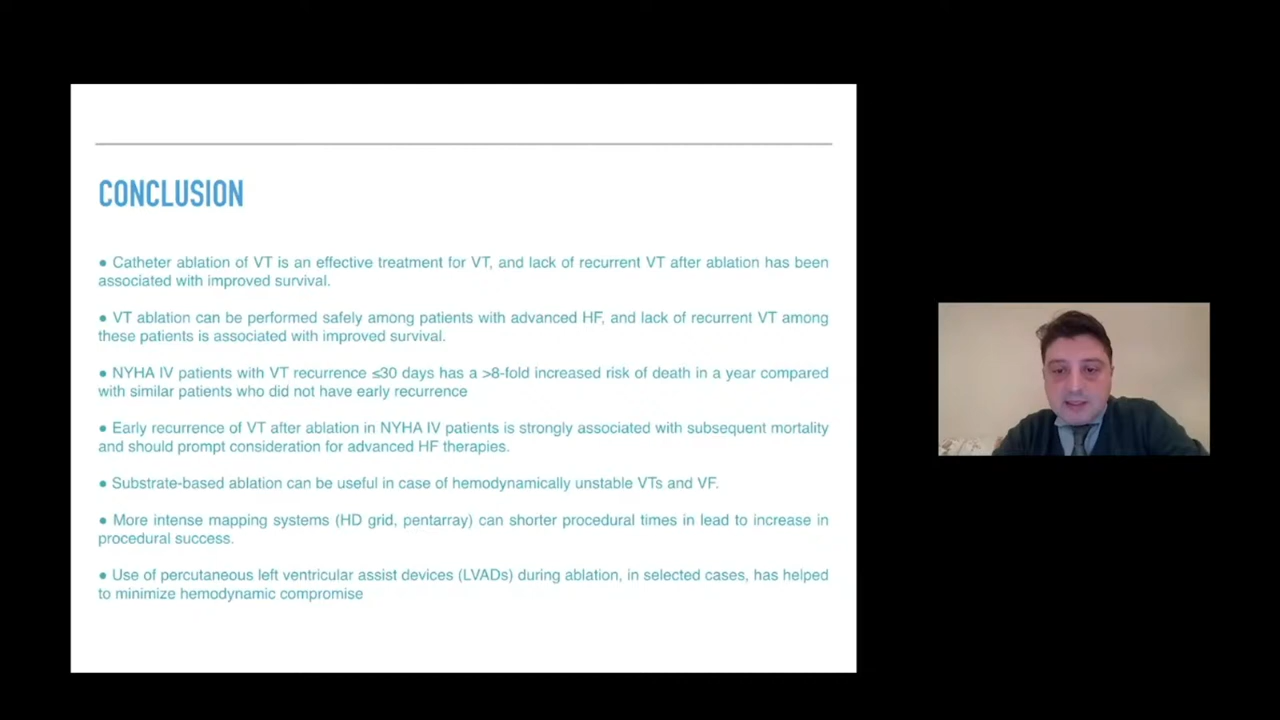 CONCLUSION
● Catheter ablation of VT is an effective treatment for VT, and lack of recurrent VT after ablation has been
associated with improved survival.
● VT ablation can be performed safely among patients with advanced HF, and lack of recurrent VT among
these patients is associated with improved survival.
● NYHA IV patients with VT recurrence ≤30 days has a >8-fold increased risk of death in a year compared
with similar patients who did not have early recurrence
● Early recurrence of VT after ablation in NYHA IV patients is strongly associated with subsequent mortality
and should prompt consideration for advanced HF therapies.
● Substrate-based ablation can be useful in case of hemodynamically unstable VTs and VF.
● More intense mapping systems (HD grid, pentarray) can shorter procedural times in lead to increase in
procedural success.
● Use of percutaneous left ventricular assist devices (LVADs) during ablation, in selected cases, has helped
to minimize hemodynamic compromise